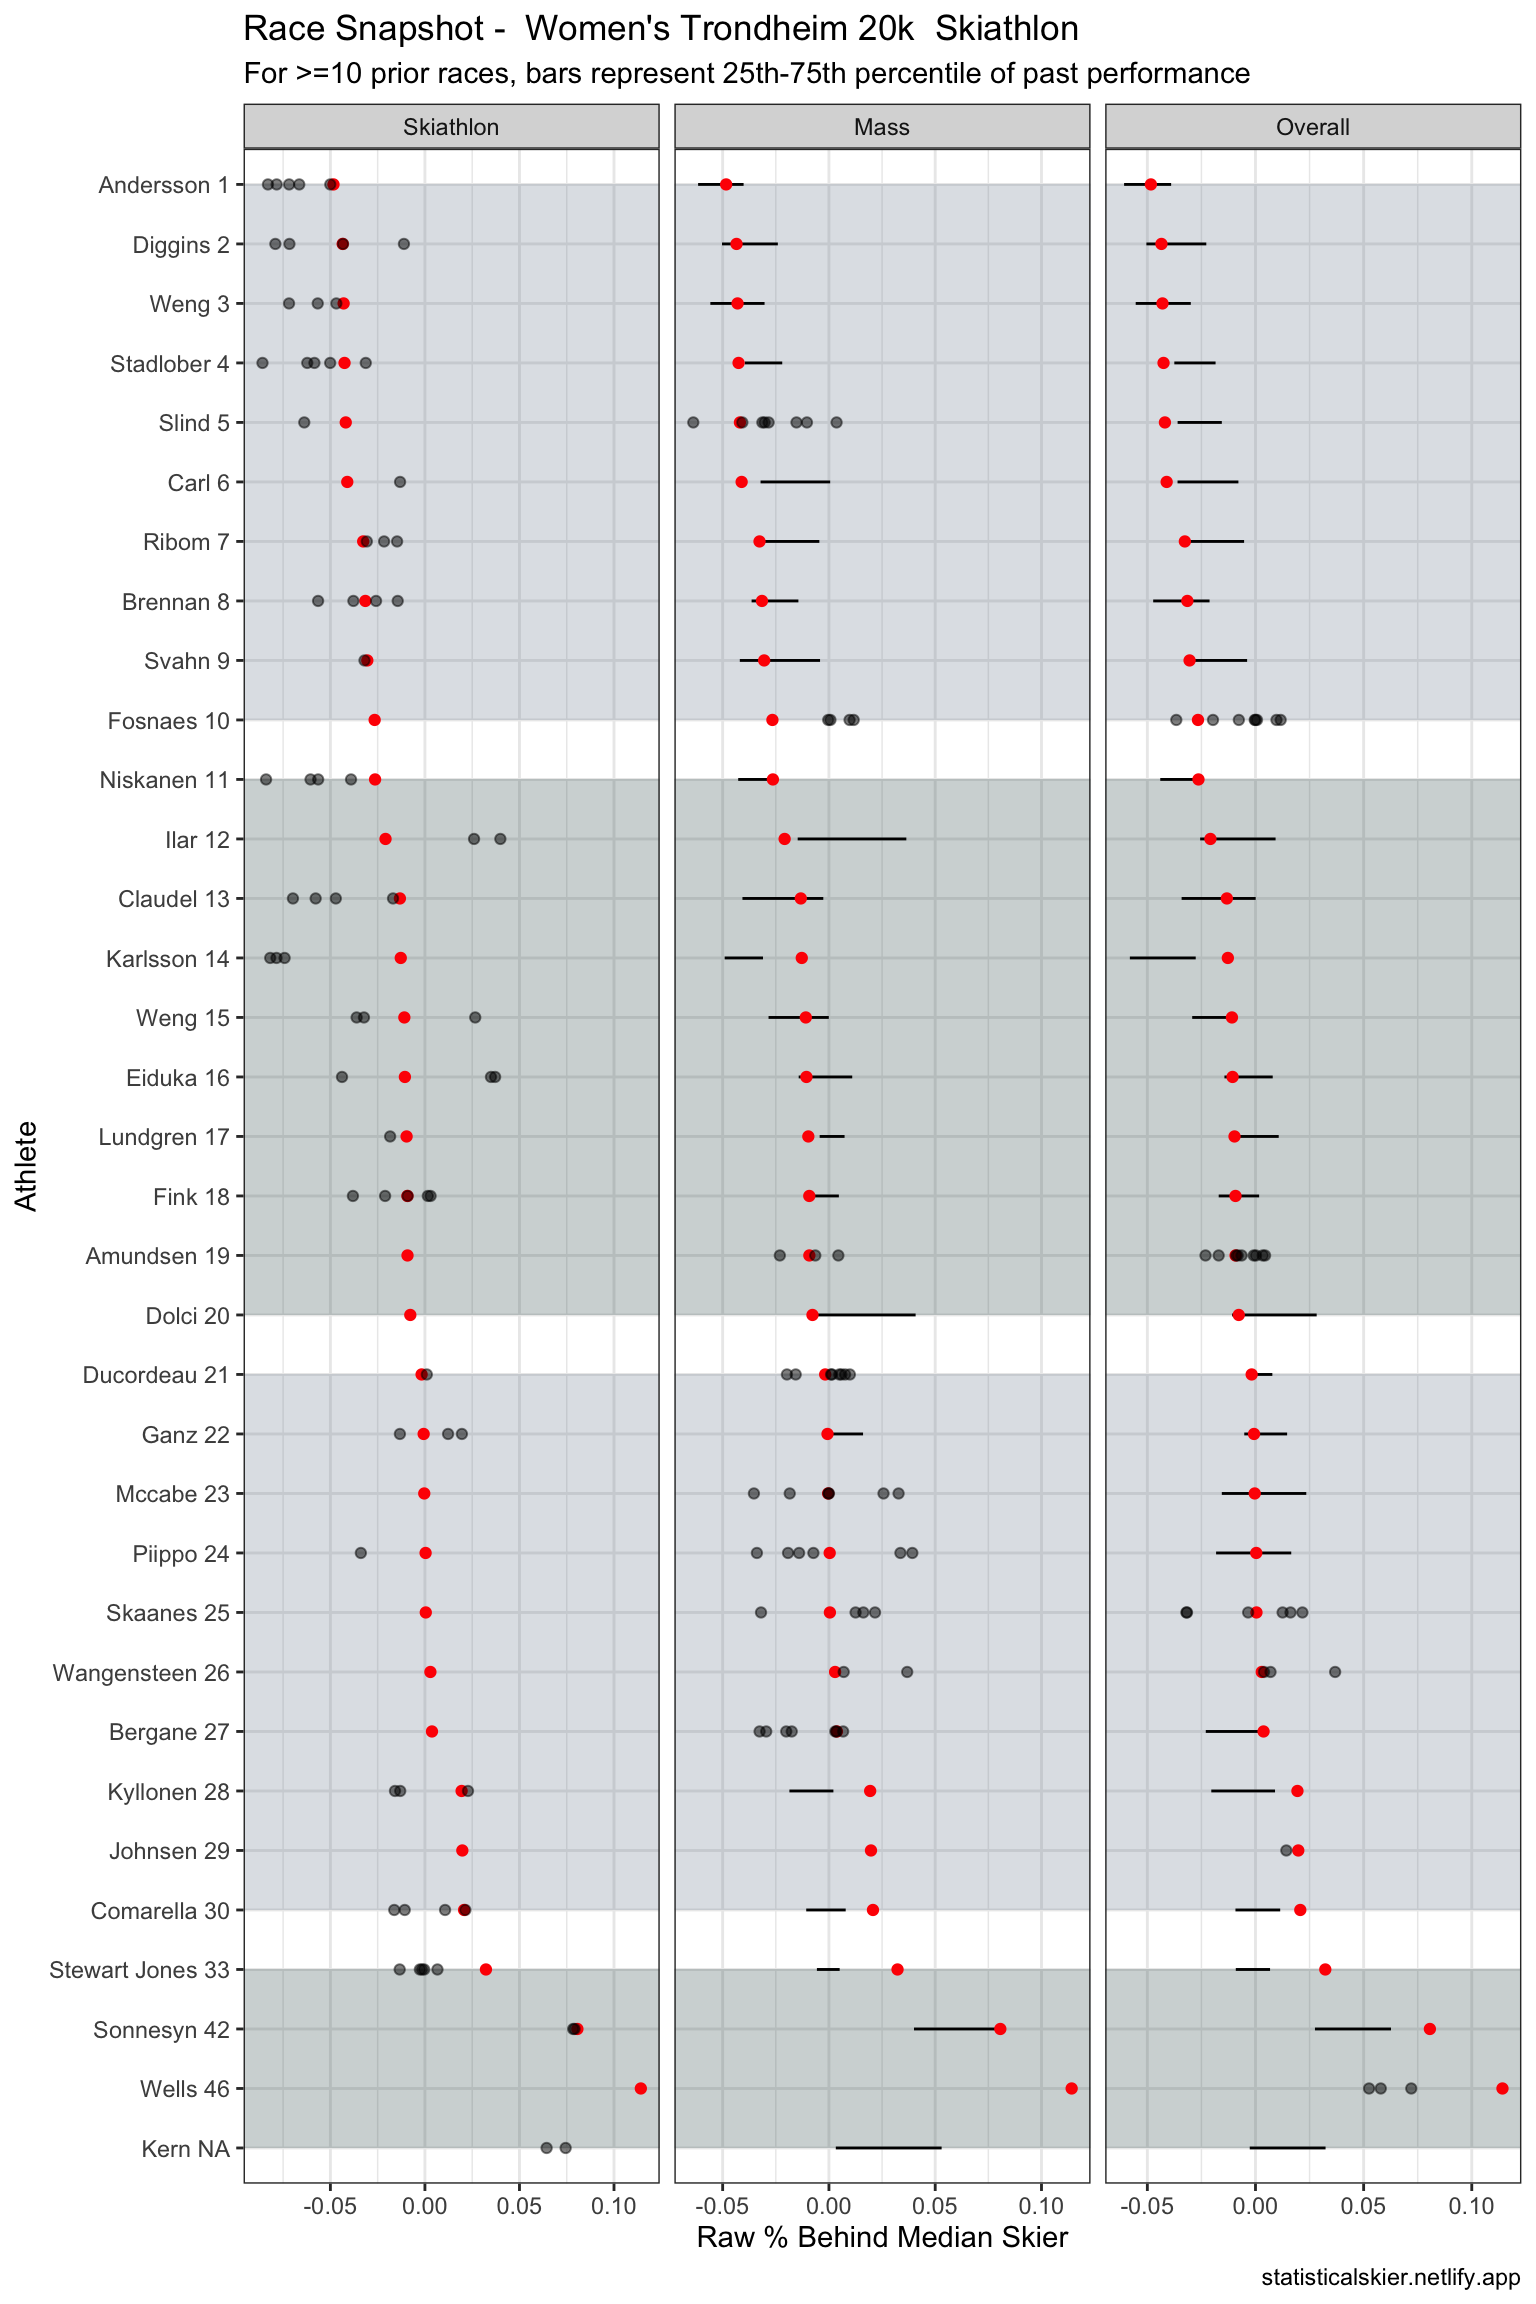 Race Snapshot -  Women's Trondheim 20k  Skiathlon
For >=10 prior races, bars represent 25th-75th percentile of past performance
Skiathlon
Mass
Overall
Andersson 1
Diggins 2
Weng 3
Stadlober 4
Slind 5
Carl 6
Ribom 7
Brennan 8
Svahn 9
Fosnaes 10
Niskanen 11
Ilar 12
Claudel 13
Karlsson 14
Weng 15
Eiduka 16
Lundgren 17
Fink 18
Amundsen 19
Dolci 20
Ducordeau 21
Ganz 22
Mccabe 23
Piippo 24
Skaanes 25
Wangensteen 26
Bergane 27
Kyllonen 28
Johnsen 29
Comarella 30
Stewart Jones 33
Sonnesyn 42
Wells 46
Kern NA
Athlete
-0.05 0.00 0.05 0.10
-0.05 0.00 0.05 0.10
-0.05 0.00 0.05 0.10
Raw % Behind Median Skier
statisticalskier.netlify.app